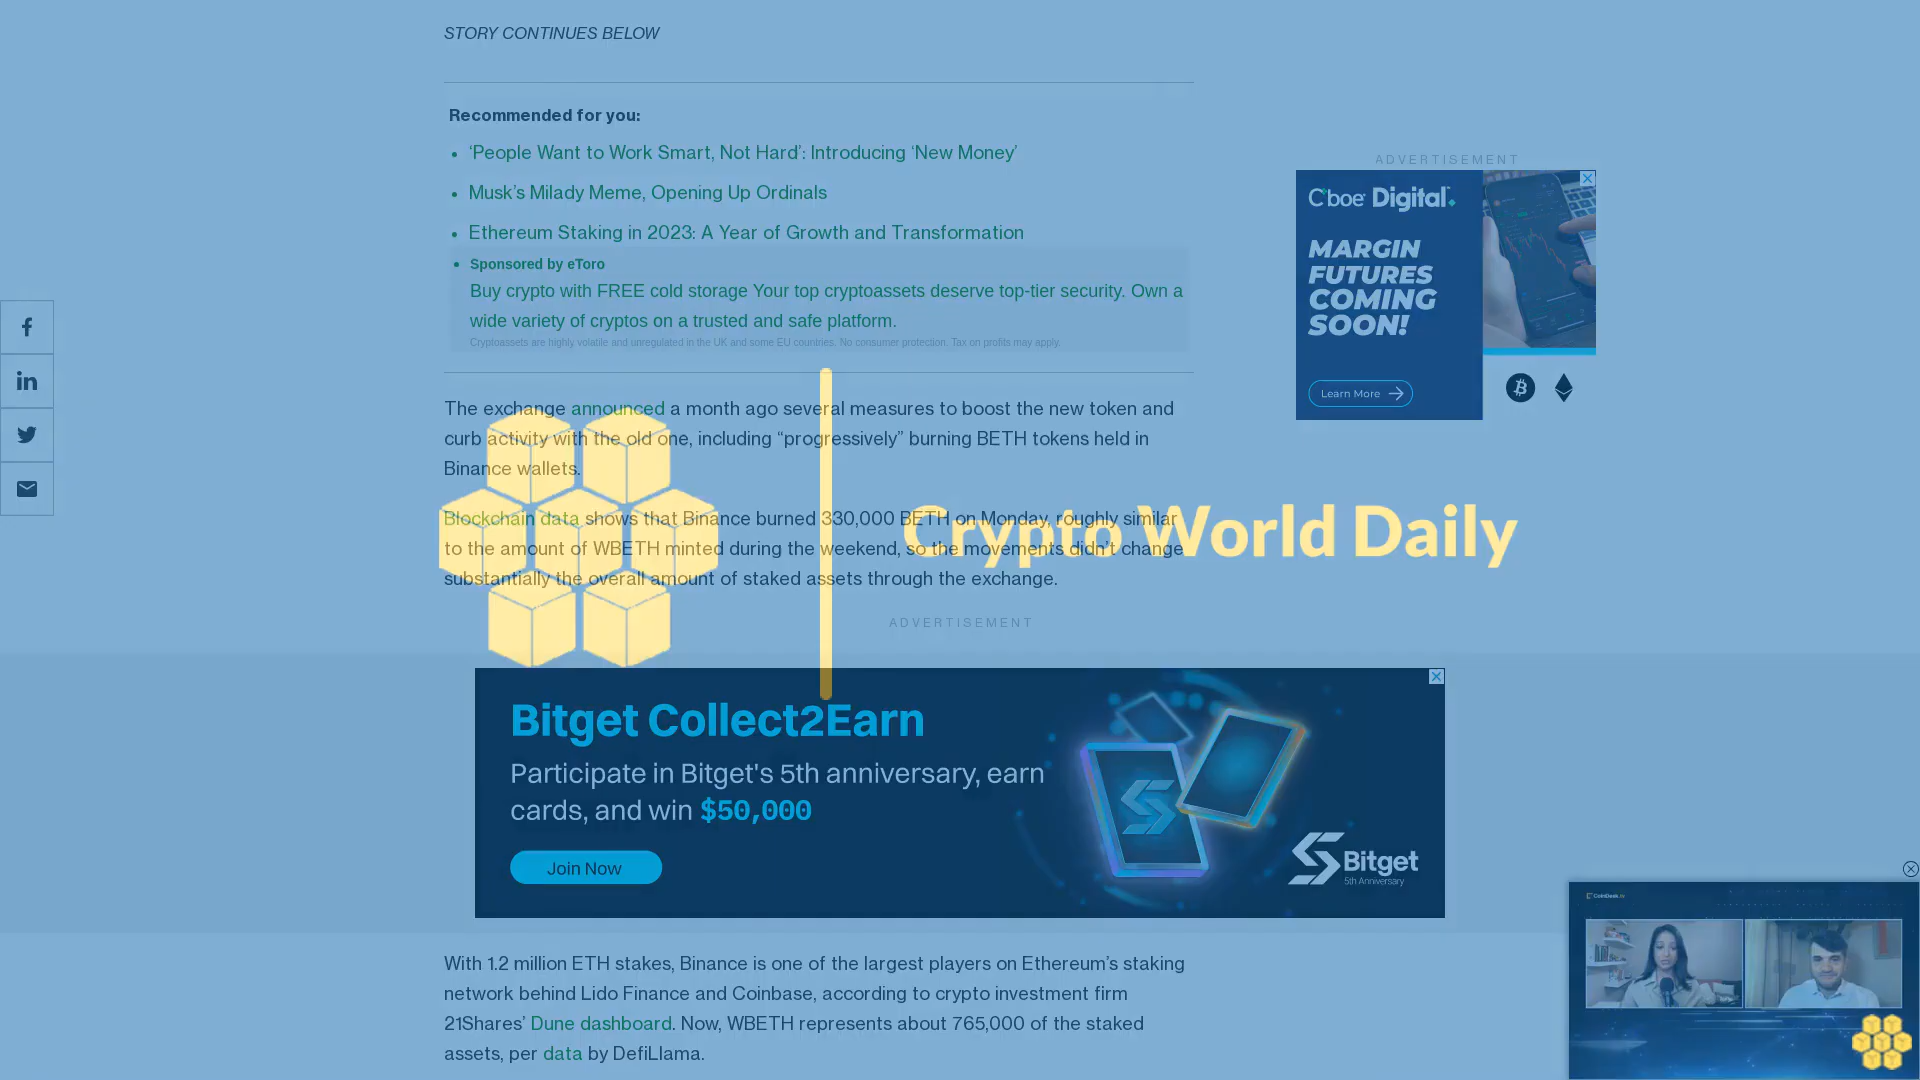 STORY CONTINUES BELOW
Recommended for you:
• ‘People Want to Work Smart, Not Hard’: Introducing ‘New Money’
• Musk’s Milady Meme, Opening Up Ordinals
• Ethereum Staking in 2023: A Year of Growth and Transformation
• Sponsored by eToro
Buy crypto with FREE cold storage Your top cryptoassets deserve top-tier security. Own a
wide variety of cryptos on a trusted and safe platform.
Cryptoassets are highly volatile and unregulated in the UK and some EU countries. No consumer protection. Tax on profits may apply.
ADVERTISEMENT
Cboe Digital
MARGIN
FUTURES
COMING
SOON!
Learn More
The exchange announced a month ago several measures to boost the new token and
curb activity with the old one, including “progressively” burning BETH tokens held in
Binance wallets.
Blockchain data shows that Binance burned 330,000 BETH on Monday, roughly similar
to the amount of WBETH minted during the weekend, so the movements didn’t change
substantially the overall amount of staked assets through the exchange.
Crypto World Daily
ADVERTISEMENT
Bitget Collect2Earn
Participate in Bitget's 5th anniversary, earn
cards, and win $50,000
Join Now
Bitget
5th Anniversary
With 1.2 million ETH stakes, Binance is one of the largest players on Ethereum’s staking
network behind Lido Finance and Coinbase, according to crypto investment firm
21Shares’ Dune dashboard. Now, WBETH represents about 765,000 of the staked
assets, per data by DefiLlama.
CoinDesk TV